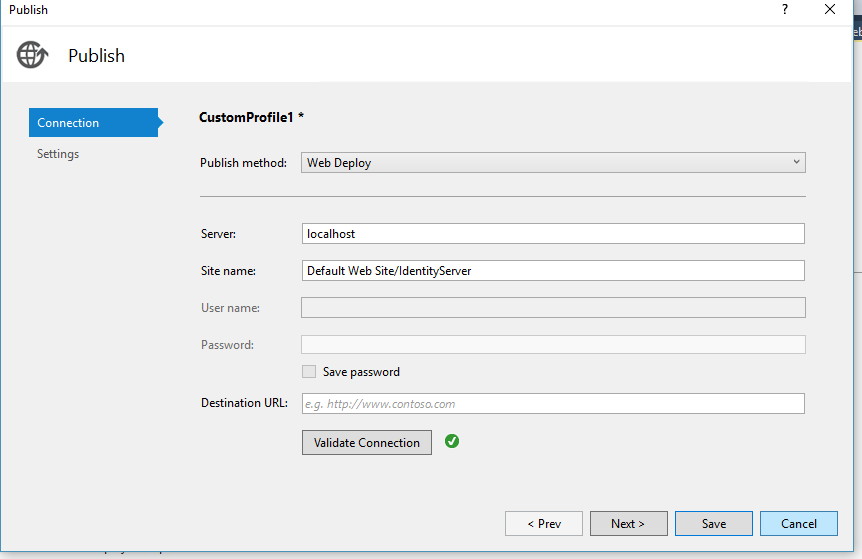 Publish
?
Publish
Connection
Settings
CustomProfile1 *
Publish method: Web Deploy
Server: localhost
Site name: Default Web Site/IdentityServer
User name:
Password:
Save password
Destination URL: e.g. http://www.contoso.com
Validate Connection
< Prev Next > Save Cancel